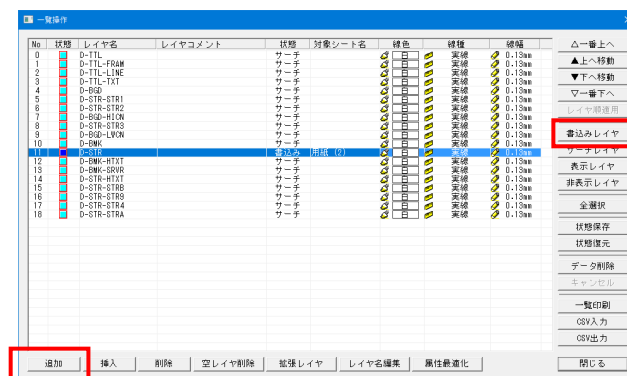 一覧操作
No 状態 レイヤ名 レイヤコメント 状態 対象シート名 線色 線種 線幅
0 D-TTL サーチ 白 実線 0.13mm
1 D-TTL-FRAM サーチ 白 実線 0.13mm
2 D-TTL-LINE サーチ 白 実線 0.13mm
3 D-TTL-TXT サーチ 白 実線 0.13mm
4 D-BGD サーチ 白 実線 0.13mm
5 D-STR-STR1 サーチ 白 実線 0.13mm
6 D-STR-STR2 サーチ 白 実線 0.13mm
7 D-BGD-HICN サーチ 白 実線 0.13mm
8 D-STR-STR3 サーチ 白 実線 0.13mm
9 D-BGD-LWCN サーチ 白 実線 0.13mm
10 D-BMK サーチ 白 実線 0.13mm
11 D-STR 書込み 用紙 (2) 白 実線 0.13mm
12 D-BMK-HTXT サーチ 白 実線 0.13mm
13 D-BMK-SRVR サーチ 白 実線 0.13mm
14 D-STR-HTXT サーチ 白 実線 0.13mm
15 D-STR-STRB サーチ 白 実線 0.13mm
16 D-STR-STR9 サーチ 白 実線 0.13mm
17 D-STR-STR4 サーチ 白 実線 0.13mm
18 D-STR-STRA サーチ 白 実線 0.13mm
△一番上へ
▲上へ移動
▼下へ移動
▽一番下へ
レイヤ順適用
書込みレイヤ
サーチレイヤ
表示レイヤ
非表示レイヤ
全選択
状態保存
状態復元
データ削除
キャンセル
一覧印刷
CSV入力
CSV出力
追加 挿入 削除 空レイヤ削除 拡張レイヤ レイヤ名編集 属性最適化 閉じる